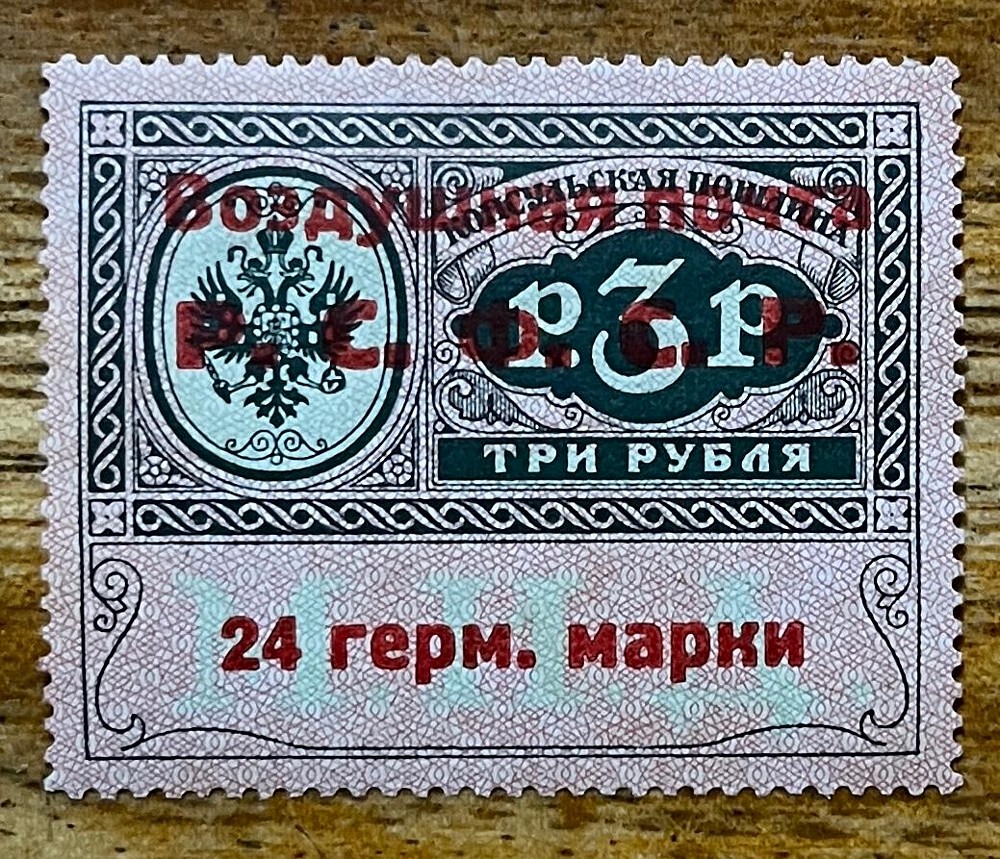 КОНСУЛЬСКАЯ ПОШЛИНА
Воздушная почта
р 3 р
Р. С. Ф. С. Р.
ТРИ РУБЛЯ
М.И.Д.
24 герм. марки